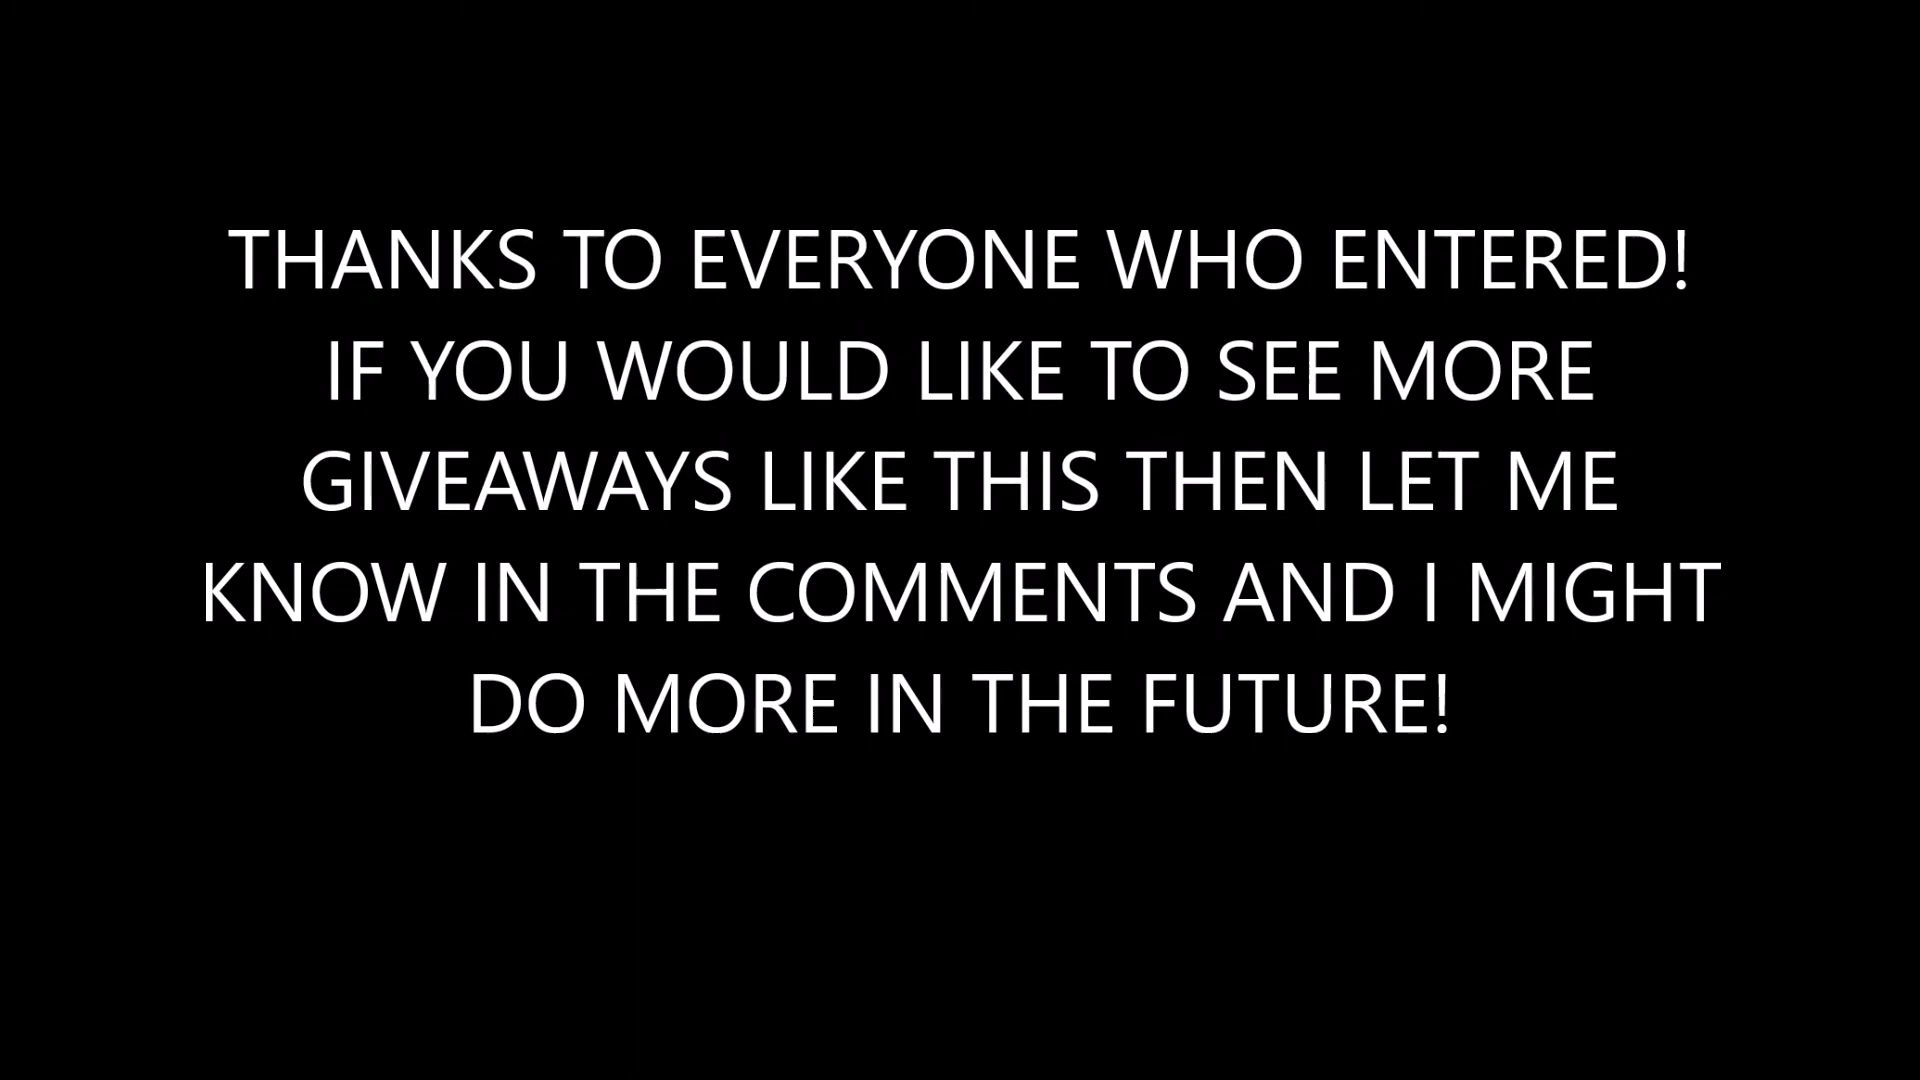 THANKS TO EVERYONE WHO ENTERED!
IF YOU WOULD LIKE TO SEE MORE
GIVEAWAYS LIKE THIS THEN LET ME
KNOW IN THE COMMENTS AND I MIGHT
DO MORE IN THE FUTURE!